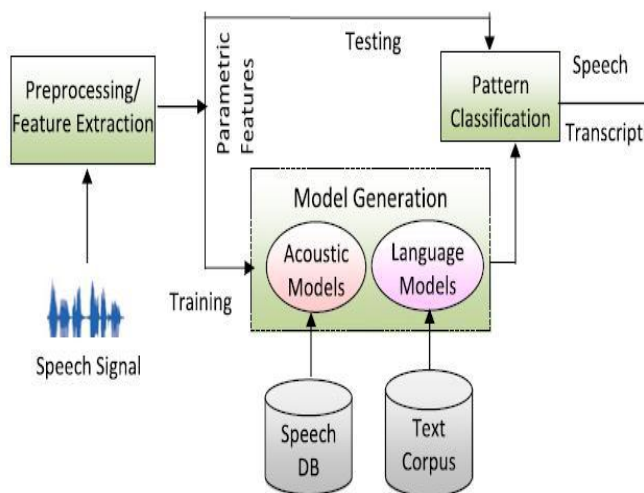 Testing
Speech
Pattern
Classification
Transcript
Preprocessing/
Feature Extraction
Parametric
Features
Model Generation
Acoustic
Models
Language
Models
Training
Speech Signal
Speech
DB
Text
Corpus